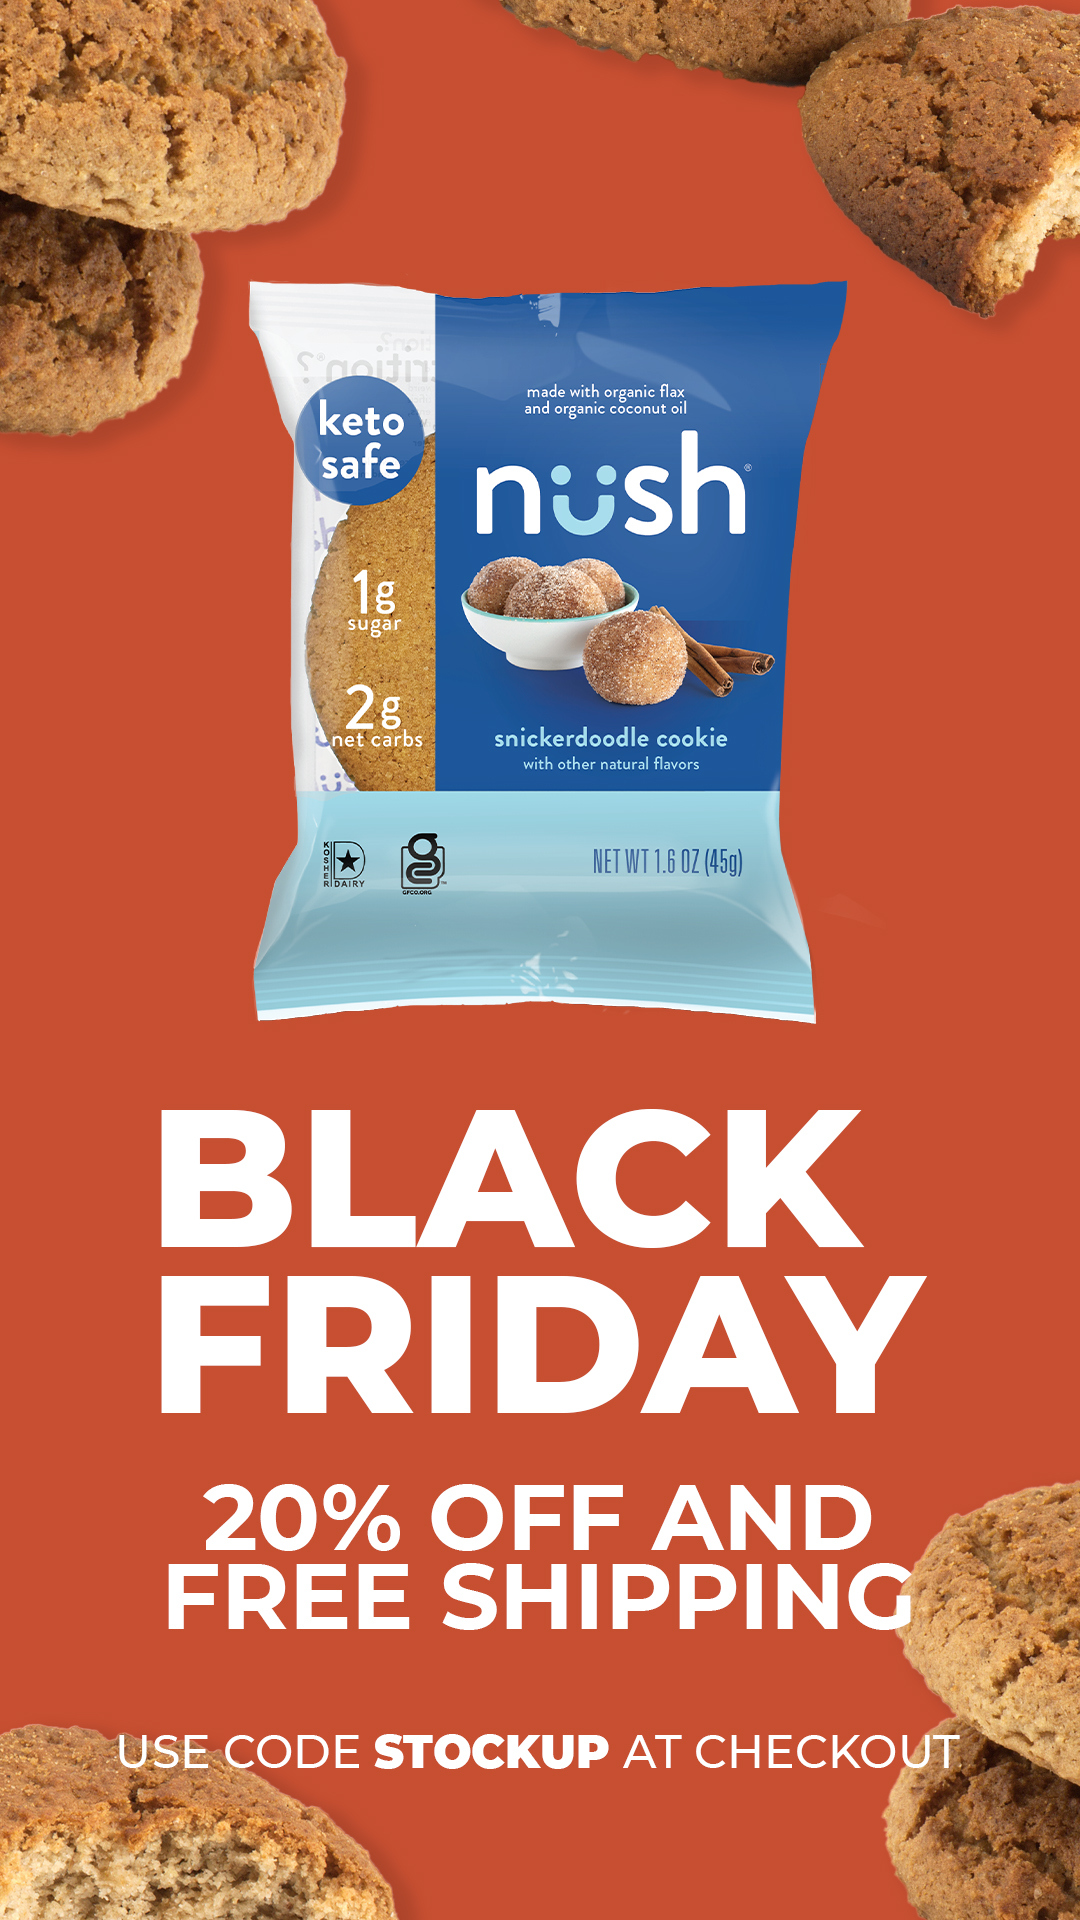 keto
safe
1g
sugar
2g
net carbs
made with organic flax
and organic coconut oil
nüsh®
snickerdoodle cookie
with other natural flavors
KOSHER DAIRY
GFCO.ORG
NET WT 1.6 OZ (45g)
BLACK
FRIDAY
20% OFF AND
FREE SHIPPING
USE CODE STOCKUP AT CHECKOUT